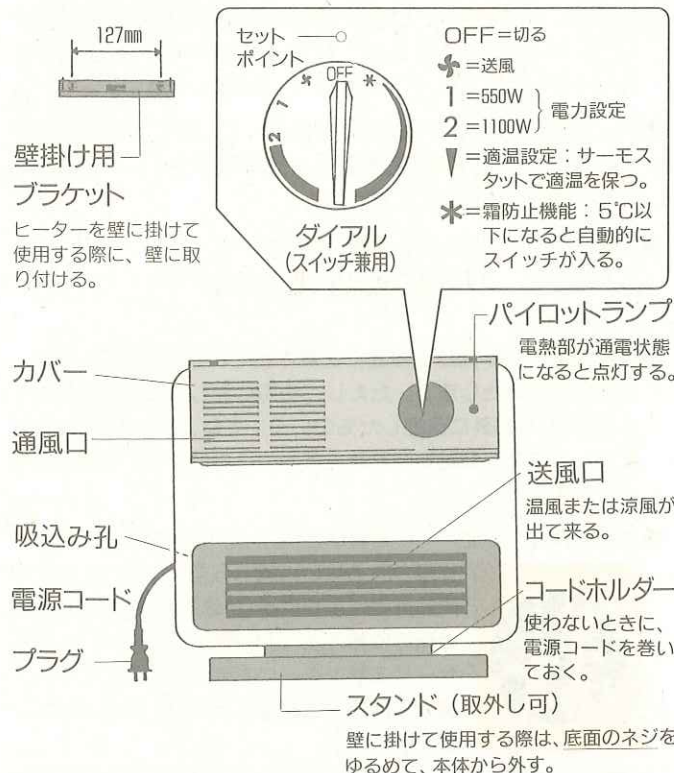 127mm
壁掛け用
ブラケット
ヒーターを壁に掛けて
使用する際に、壁に取
り付ける。
セット
ポイント
OFF
1
2
ダイアル
(スイッチ兼用)
OFF=切る
=送風
1=550W
2=1100W
電力設定
=適温設定:サーモス
タットで適温を保つ。
=霜防止機能:5℃以
下になると自動的に
スイッチが入る。
パイロットランプ
電熱部が通電状態
になると点灯する。
カバー
通風口
吸込み孔
電源コード
プラグ
送風口
温風または涼風が
出て来る。
コードホルダー
使わないときに、
電源コードを巻い
ておく。
スタンド(取外し可)
壁に掛けて使用する際は、底面のネジを
ゆるめて、本体から外す。